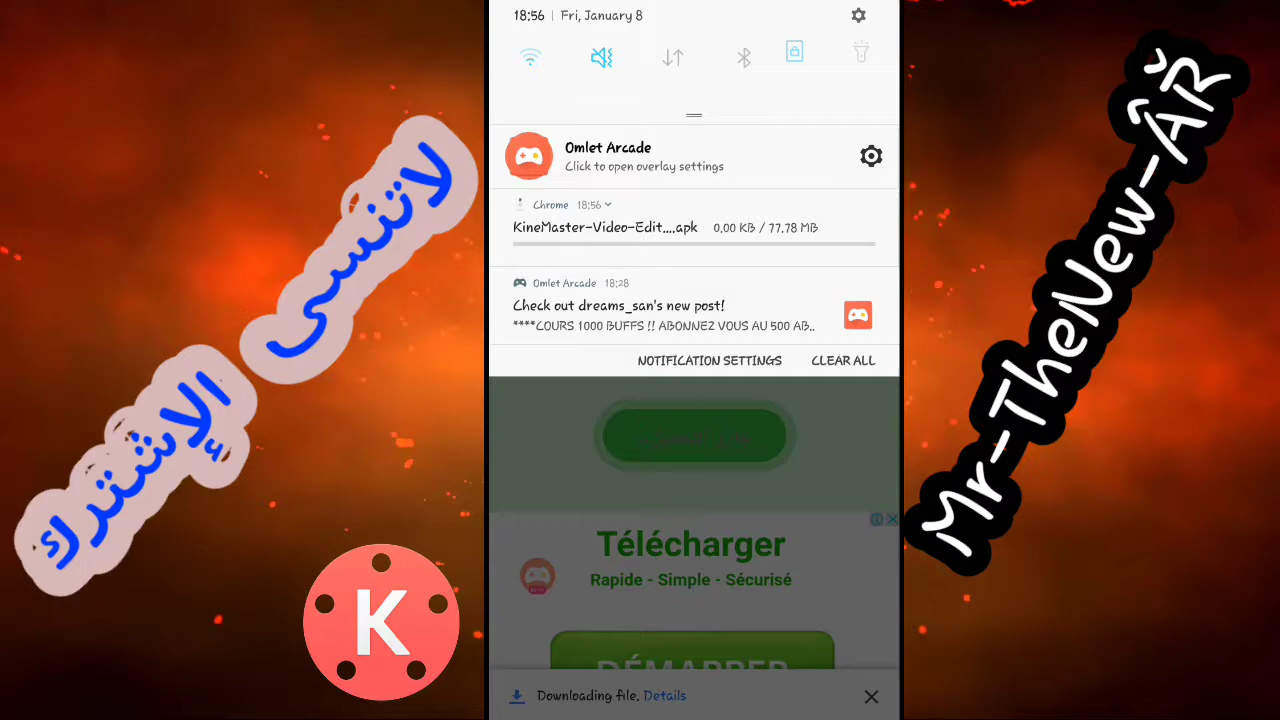 لاتنسى
الإشترك
18:56 | Fri, January 8
Omlet Arcade
Click to open overlay settings
Chrome 18:56
KineMaster-Video-Edit....apk 0,00 KB / 77.78 MB
Omlet Arcade 18:28
Check out dreams_san's new post!
****COURS 1000 BUFFS !! ABONNEZ VOUS AU 500 AB..
NOTIFICATION SETTINGS CLEAR ALL
Télécharger
Rapide - Simple - Sécurisé
DÉMARRER
Downloading file. Details
K
Mr-TheNew-ÂŘ